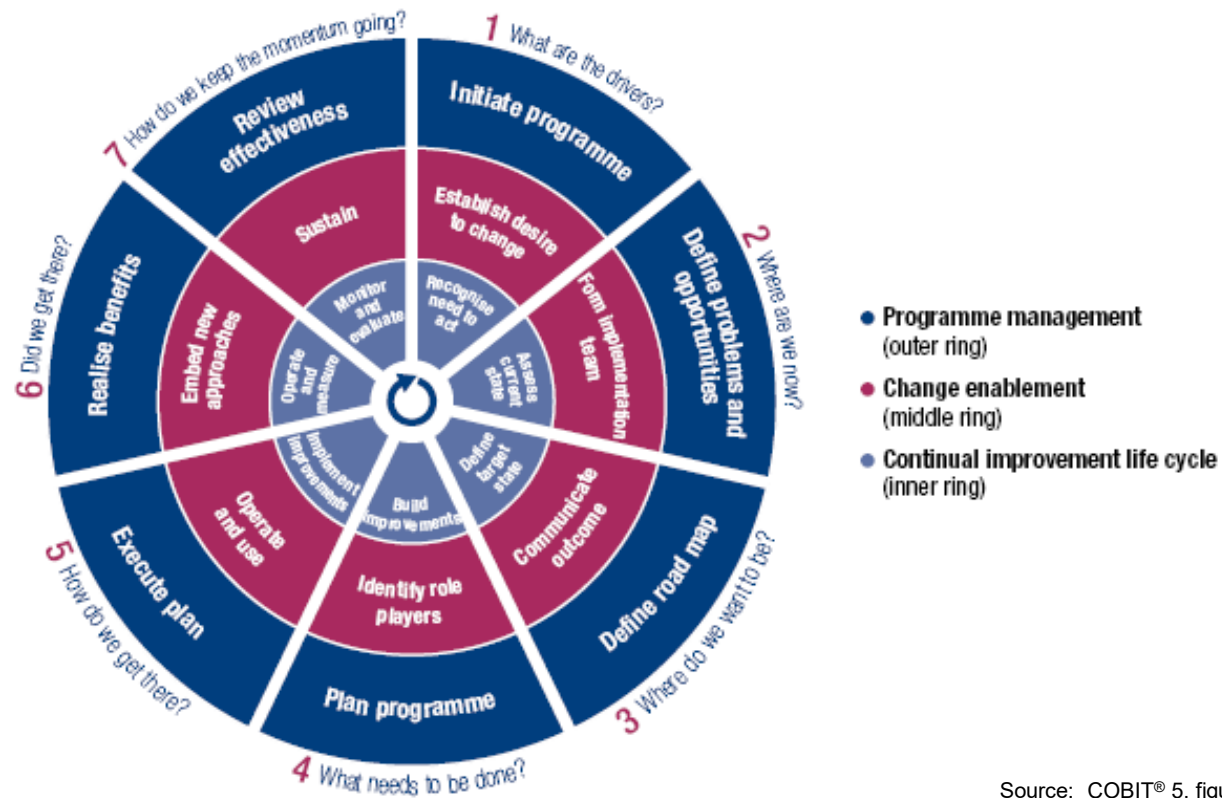 1 What are the drivers?
Initiate programme
Establish desire
to change
Recognise
need to
act
2 Where are we now?
Define problems and
opportunities
Form implementation
team
Assess
current
state
3 Where do we want to be?
Define road map
Communicate
outcome
Define
target
state
4 What needs to be done?
Plan programme
Identify role
players
Build
improvements
5 How do we get there?
Execute plan
Operate
and use
Implement
improvements
6 Did we get there?
Realise benefits
Embed new
approaches
Operate
and
measure
7 How do we keep the momentum going?
Review
effectiveness
Sustain
Monitor
and
evaluate
Programme management
(outer ring)
Change enablement
(middle ring)
Continual improvement life cycle
(inner ring)
Source: COBIT® 5, figu